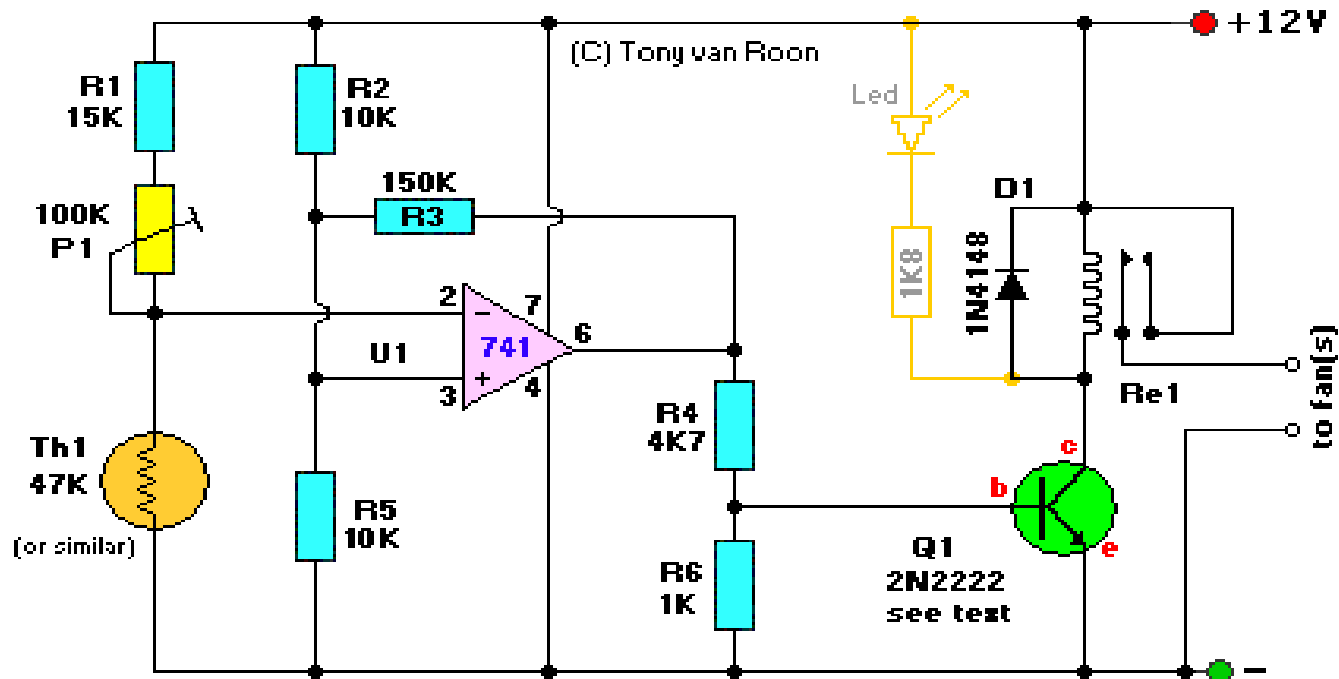 +12V
(C) Tony van Roon
R1
15K
R2
10K
Led
150K
R3
D1
100K
P1
1K8
1N4148
2
-
7
6
741
U1
+
3
4
to fan(s)
Re1
R4
4K7
Th1
47K
(or similar)
c
b
e
R5
10K
Q1
2N2222
see text
R6
1K
-